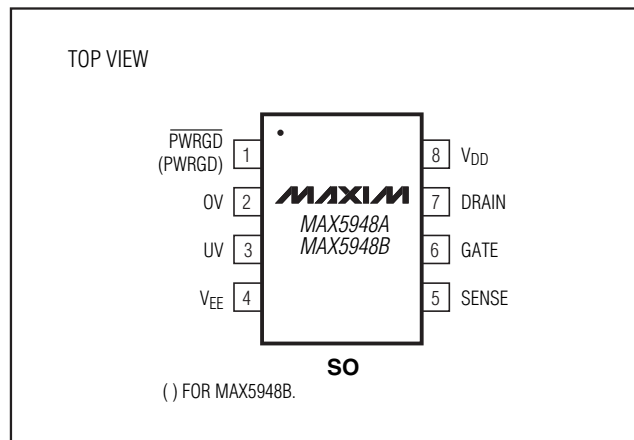 TOP VIEW
PWRGD
(PWRGD) 1
OV 2
UV 3
VEE 4
MAXIM
MAX5948A
MAX5948B
8 VDD
7 DRAIN
6 GATE
5 SENSE
SO
( ) FOR MAX5948B.